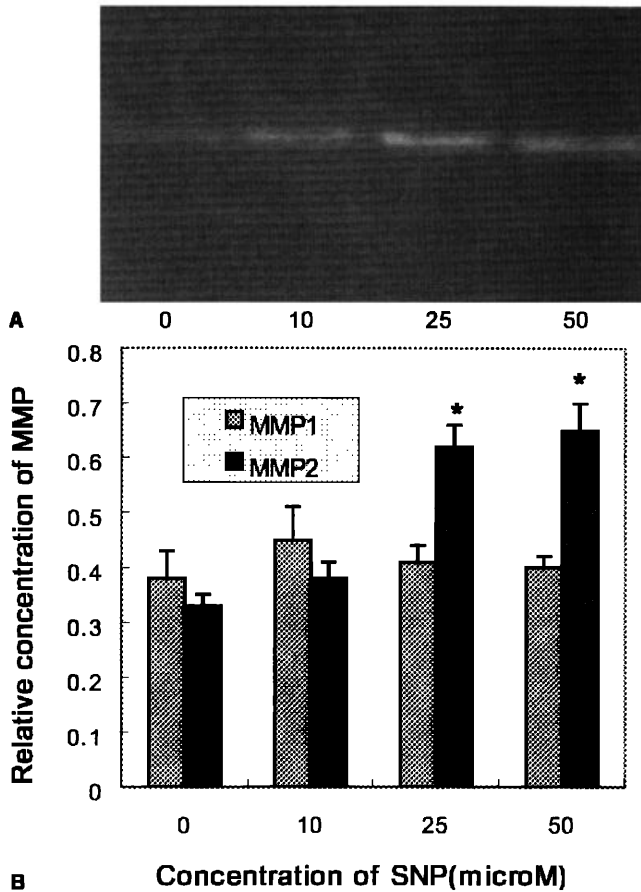 A
0 10 25 50
Relative concentration of MMP
0.8
0.7
0.6
0.5
0.4
0.3
0.2
0.1
0
MMP1
MMP2
*
*
0 10 25 50
B
Concentration of SNP(microM)